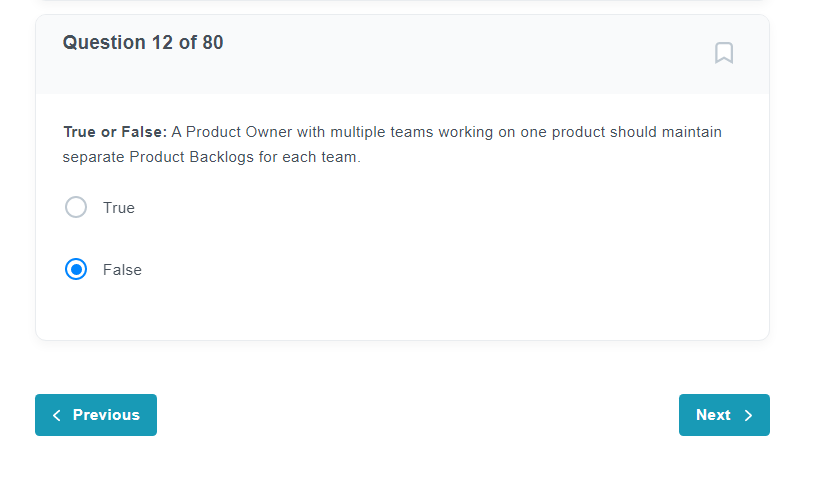 Question 12 of 80
True or False: A Product Owner with multiple teams working on one product should maintain
separate Product Backlogs for each team.
True
False
Previous
Next